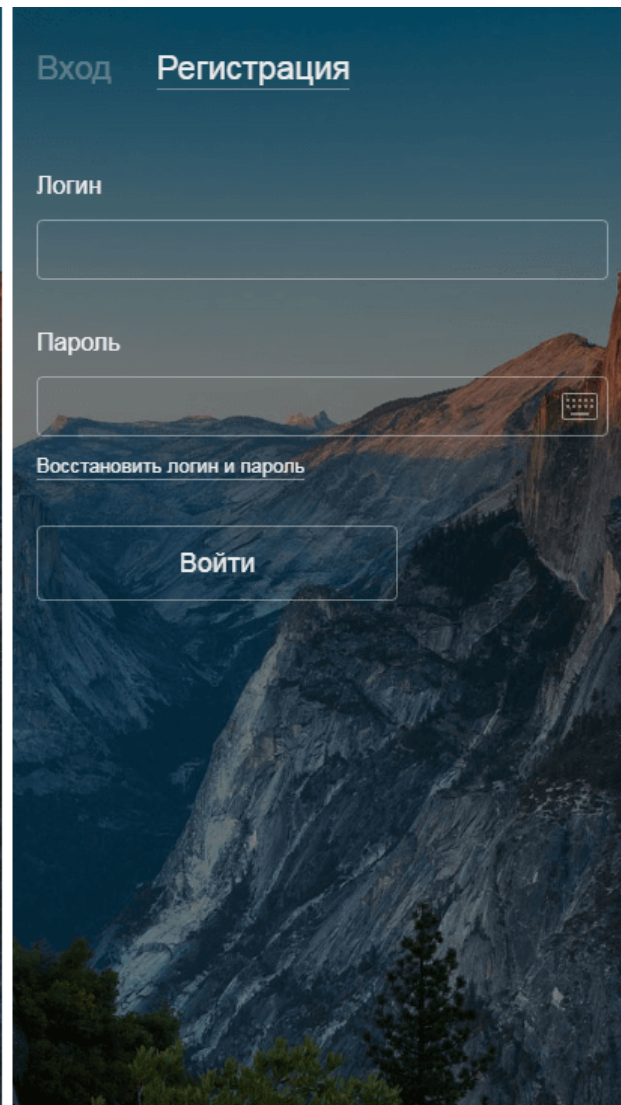 Вход Регистрация
Логин
Пароль
Восстановить логин и пароль
Войти